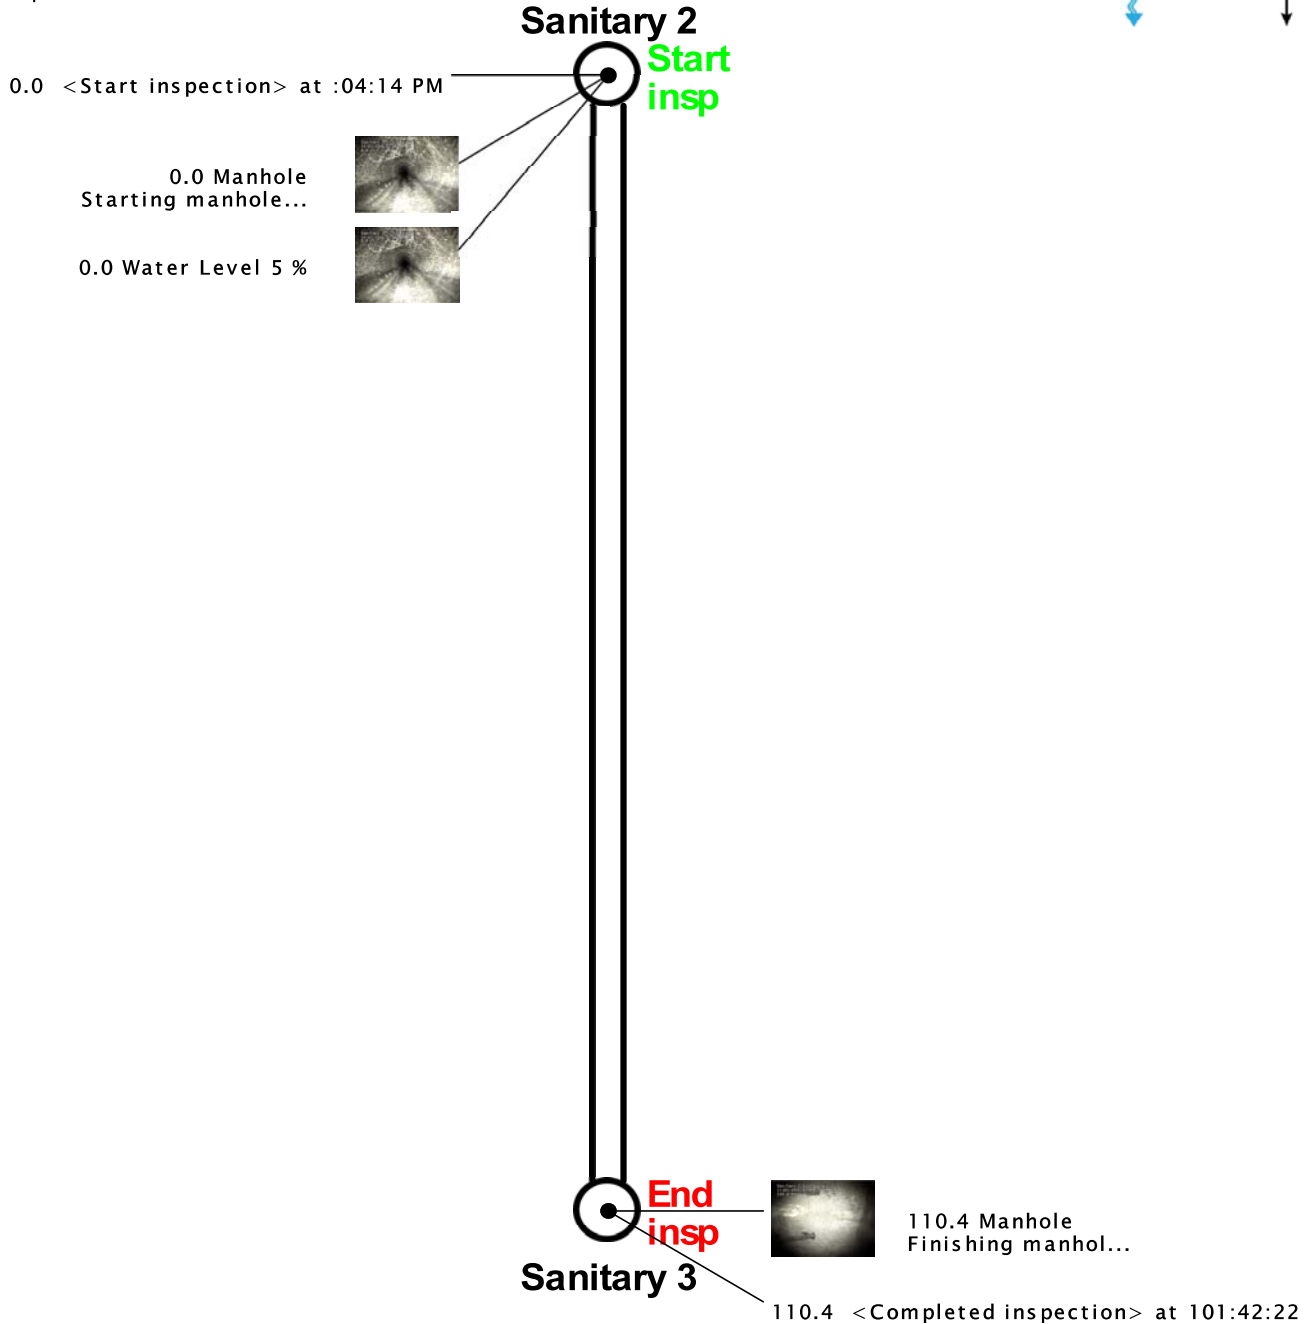 Sanitary 2
Start
insp
0.0 <Start inspection> at :04:14 PM
0.0 Manhole
Starting manhole...
0.0 Water Level 5 %
End
insp
110.4 Manhole
Finishing manhol...
Sanitary 3
110.4 <Completed inspection> at 101:42:22